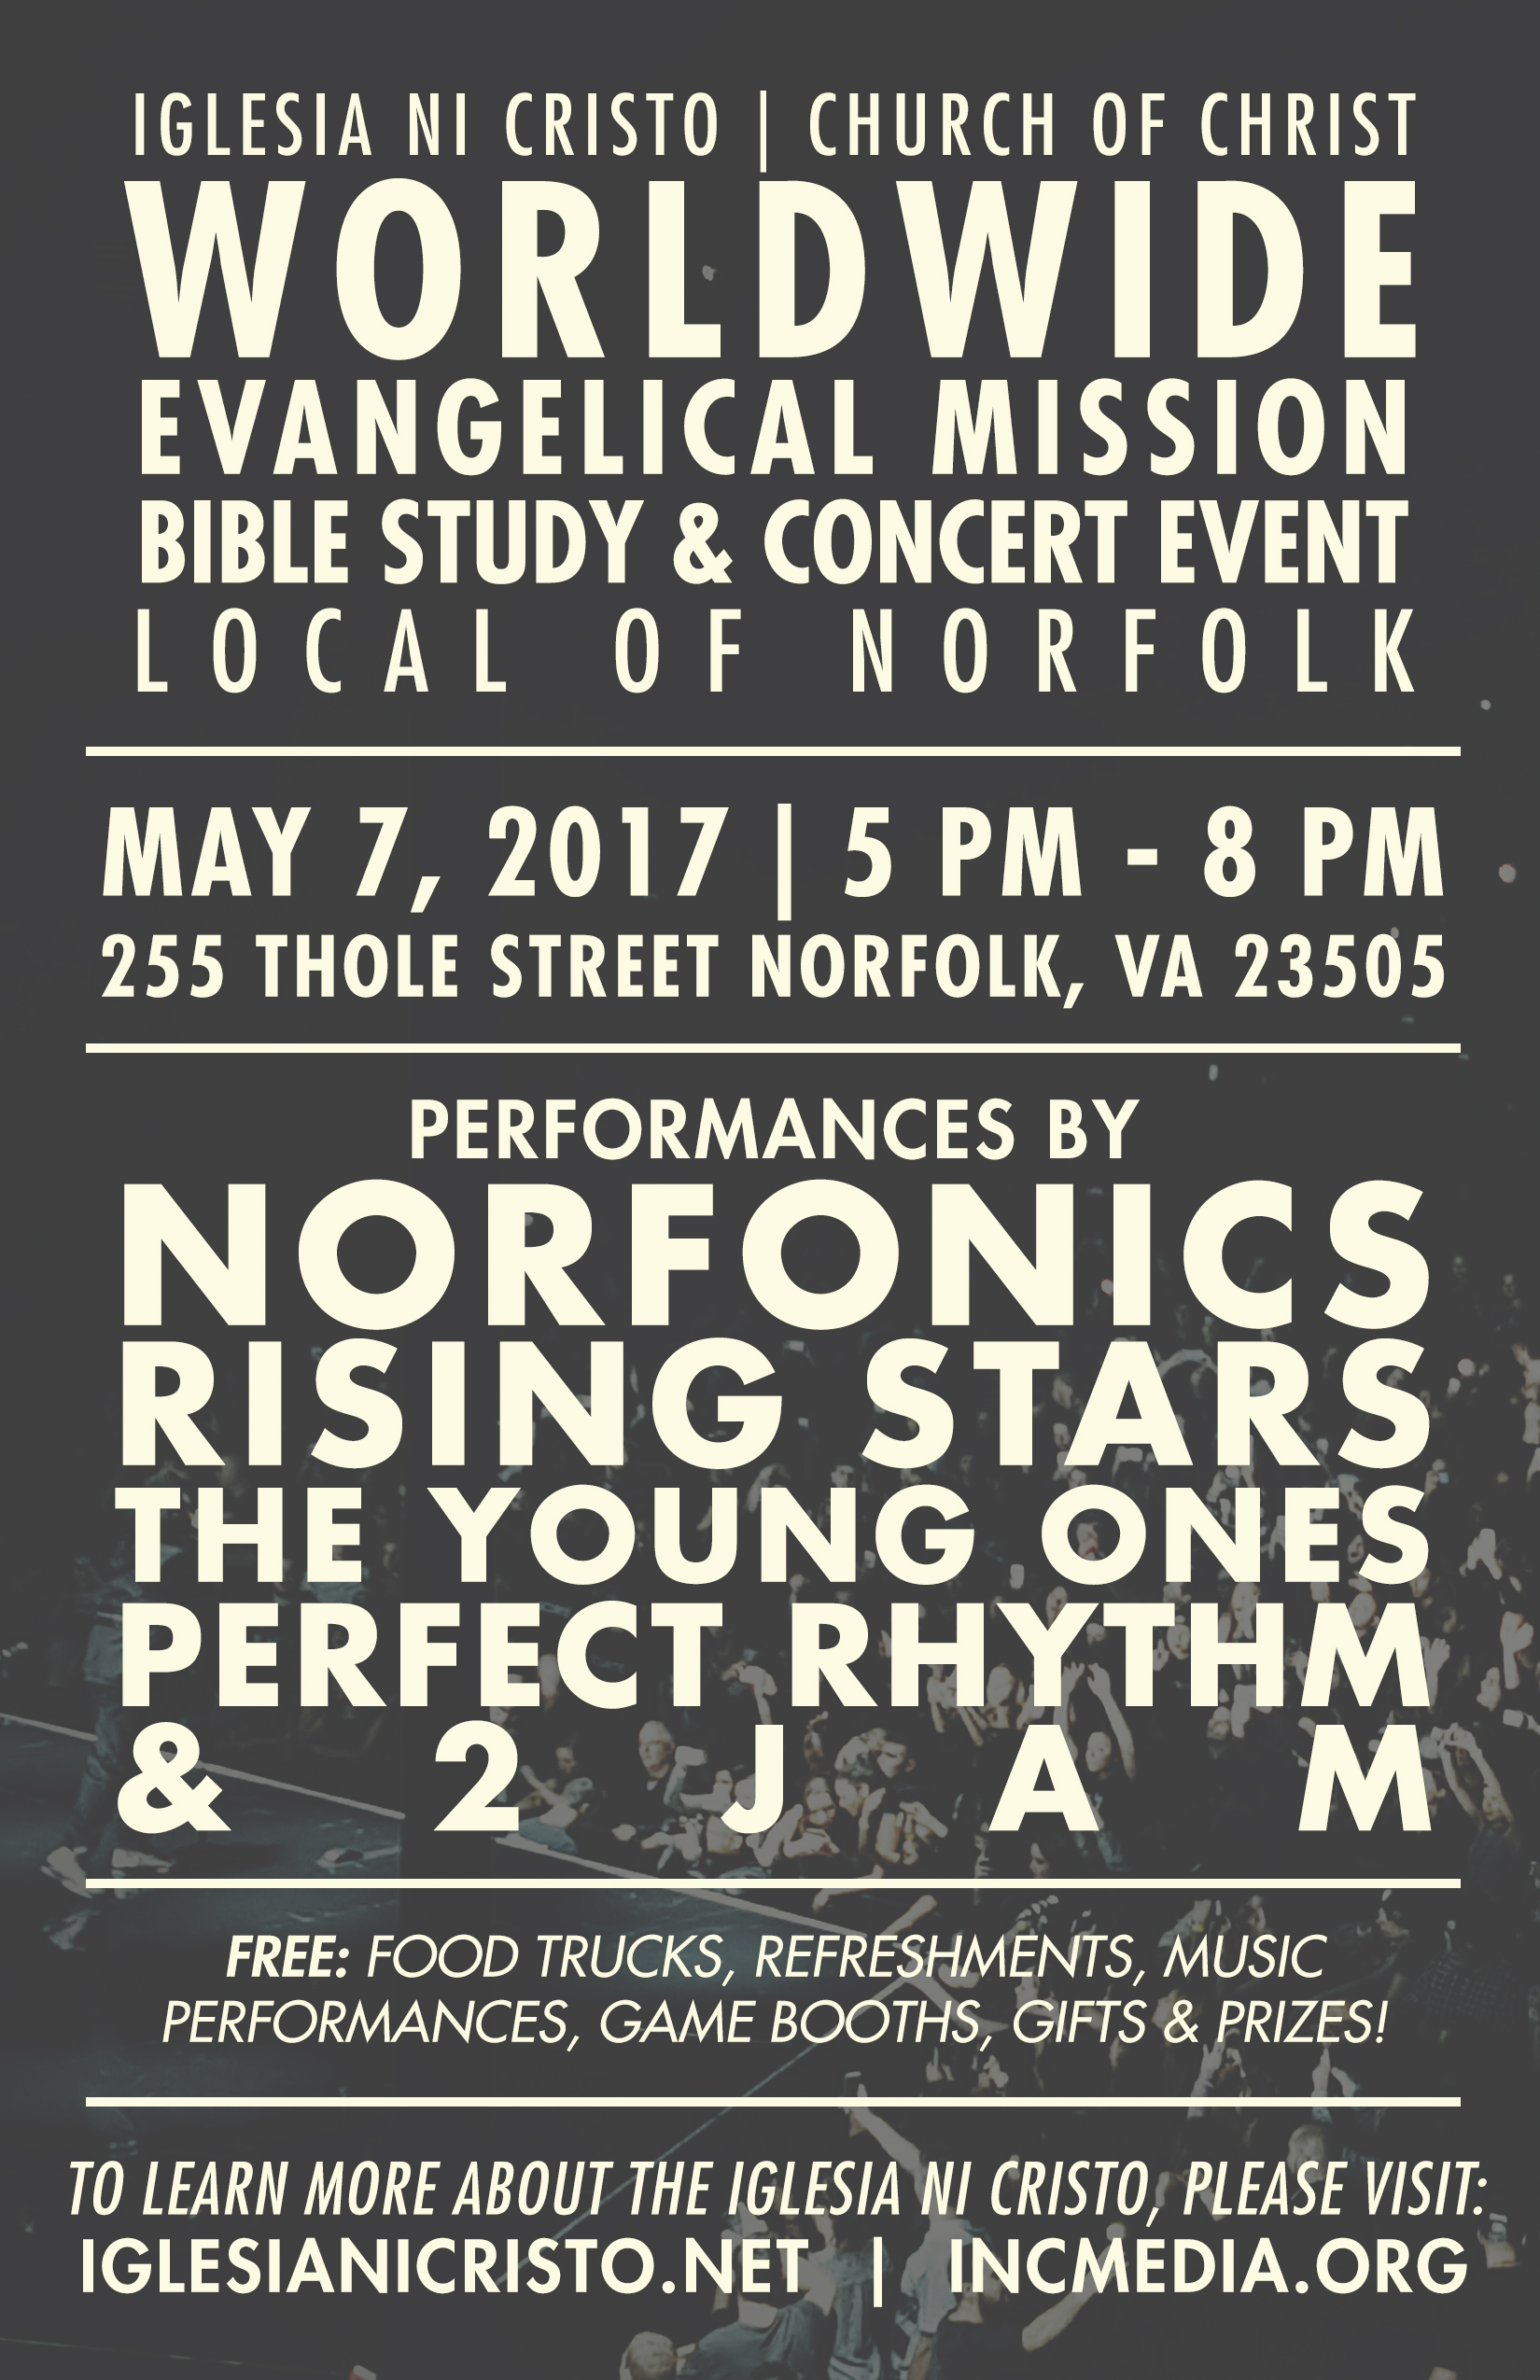 IGLESIA NI CRISTO | CHURCH OF CHRIST
WORLDWIDE
EVANGELICAL MISSION
BIBLE STUDY & CONCERT EVENT
LOCAL OF NORFOLK
MAY 7, 2017 | 5 PM - 8 PM
255 THOLE STREET NORFOLK, VA 23505
PERFORMANCES BY
NORFONICS
RISING STARS
THE YOUNG ONES
PERFECT RHYTHM
& 2 J A M
FREE: FOOD TRUCKS, REFRESHMENTS, MUSIC
PERFORMANCES, GAME BOOTHS, GIFTS & PRIZES!
TO LEARN MORE ABOUT THE IGLESIA NI CRISTO, PLEASE VISIT:
IGLESIANICRISTO.NET | INCMEDIA.ORG